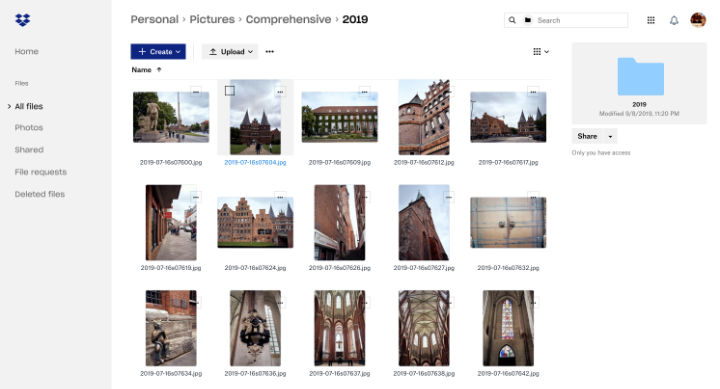 Personal › Pictures › Comprehensive › 2019
Search
Home
Files
All files
Photos
Shared
File requests
Deleted files
+ Create
Upload
Name ↑
2019-07-16s07600.jpg
2019-07-16s07604.jpg
2019-07-16s07609.jpg
2019-07-16s07612.jpg
2019-07-16s07617.jpg
2019-07-16s07619.jpg
2019-07-16s07624.jpg
2019-07-16s07626.jpg
2019-07-16s07627.jpg
2019-07-16s07632.jpg
2019-07-16s07634.jpg
2019-07-16s07636.jpg
2019-07-16s07637.jpg
2019-07-16s07638.jpg
2019-07-16s07642.jpg
2019
Modified 9/8/2019, 11:20 PM
Share
Only you have access